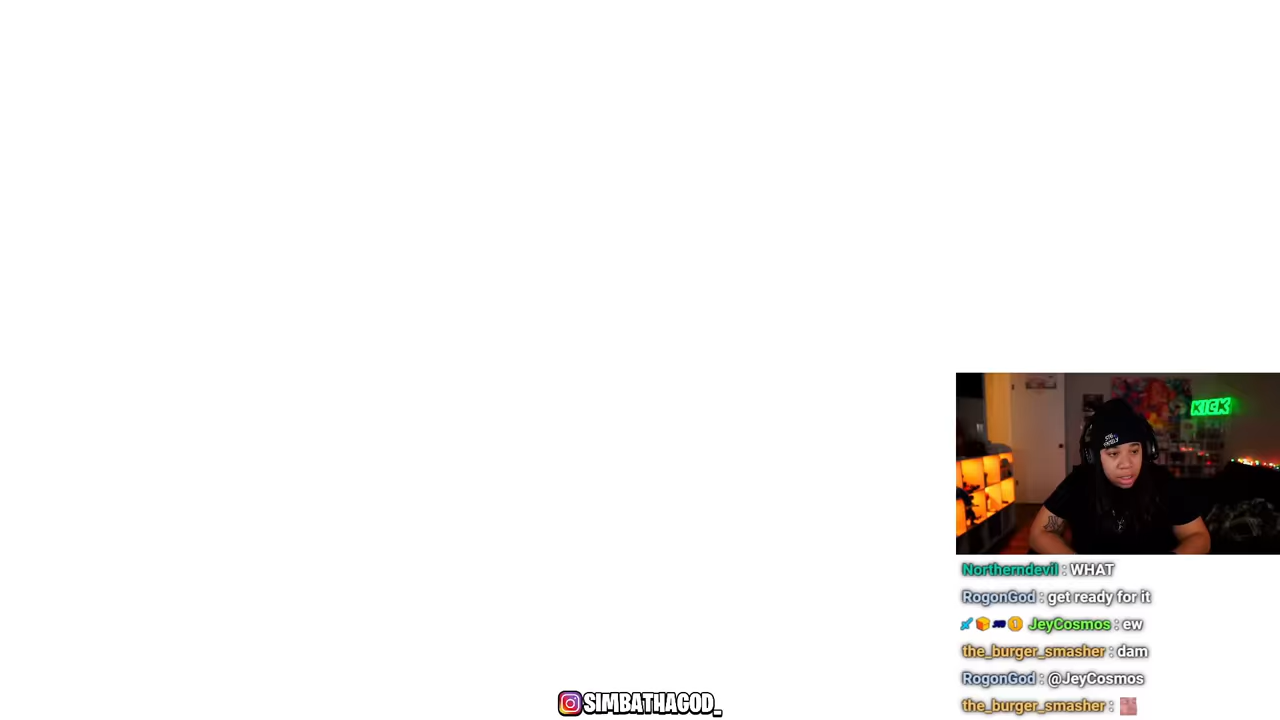 KICK
Northerndevil : WHAT
RogonGod : get ready for it
JeyCosmos : ew
the_burger_smasher : dam
RogonGod : @JeyCosmos
the_burger_smasher :
SIMBATHAGOD_